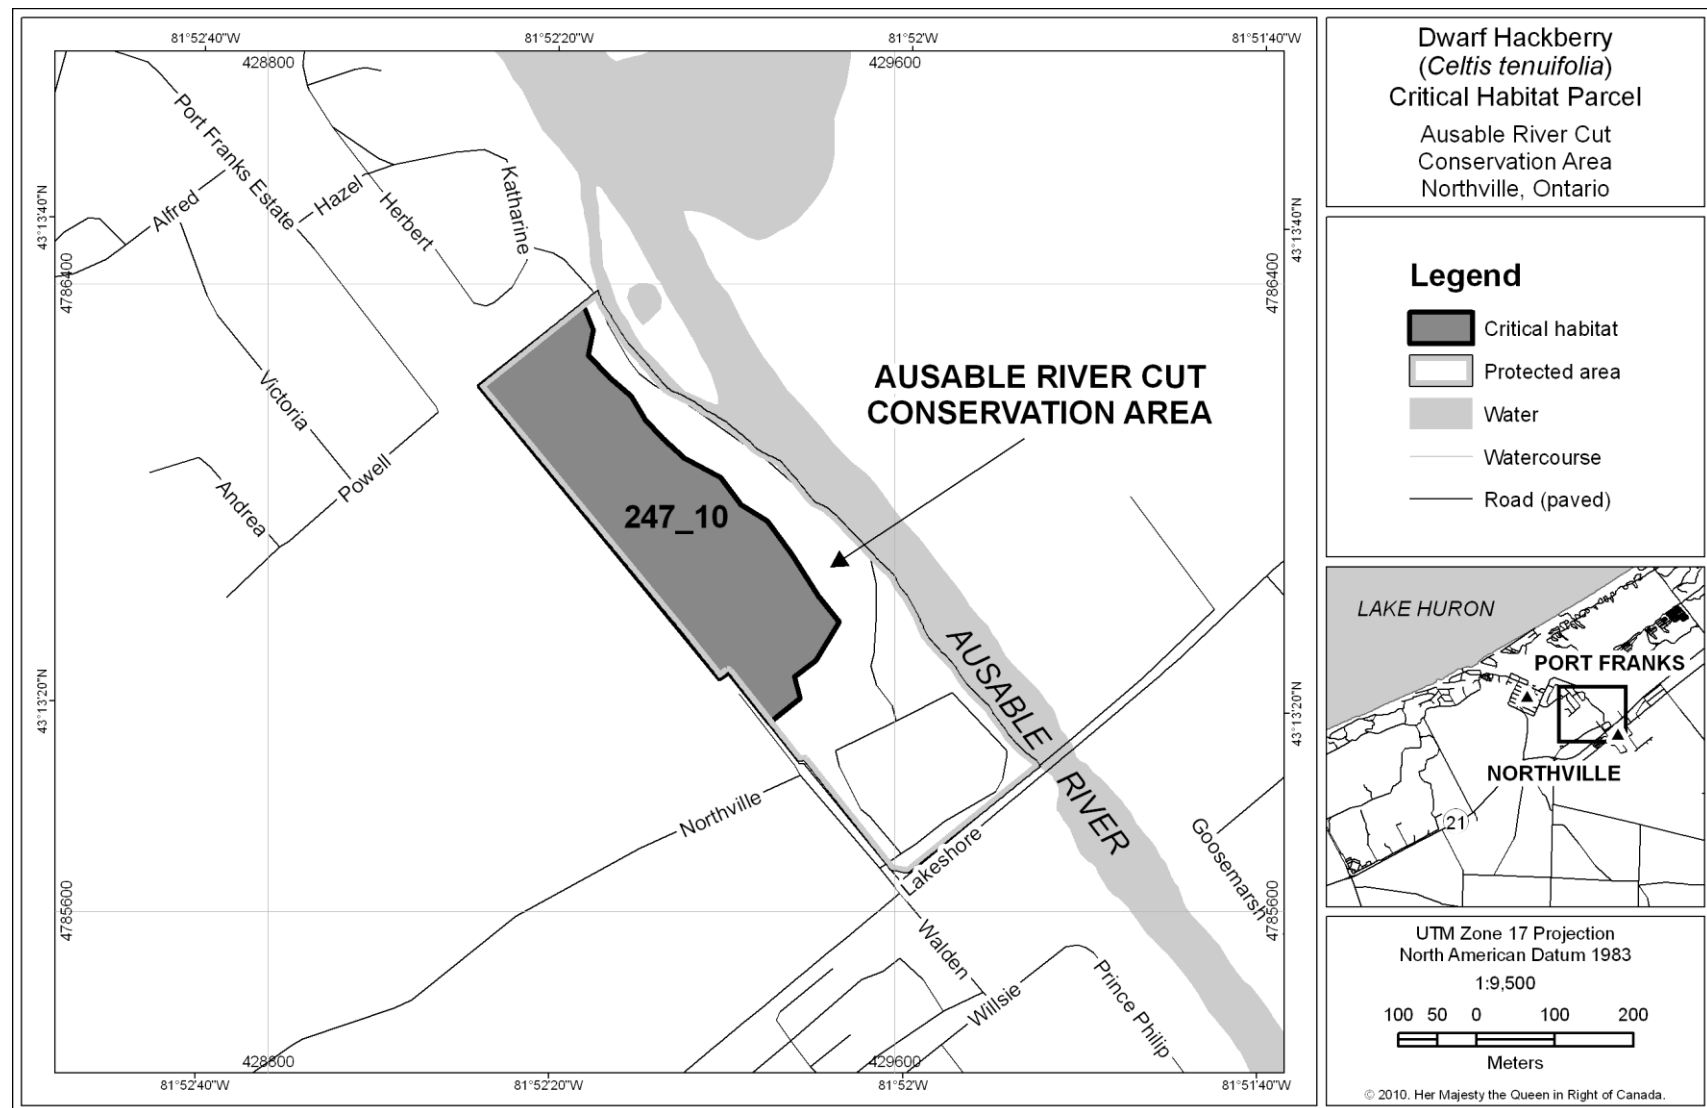 81°52'40"W
81°52'20"W
81°52'W
81°51'40"W
428800
429600
43°13'40"N
43°13'40"N
4786400
4786400
43°13'20"N
43°13'20"N
4785600
4785600
428800
429600
81°52'40"W
81°52'20"W
81°52'W
81°51'40"W
Port Franks Estate
Alfred
Hazel
Herbert
Katharine
Victoria
Powell
Andrea
247_10
AUSABLE RIVER CUT
CONSERVATION AREA
AUSABLE RIVER
Northville
Lakeshore
Goosemarsh
Walden
Willsie
Prince Philip
Dwarf Hackberry
(Celtis tenuifolia)
Critical Habitat Parcel
Ausable River Cut
Conservation Area
Northville, Ontario
Legend
Critical habitat
Protected area
Water
Watercourse
Road (paved)
LAKE HURON
PORT FRANKS
NORTHVILLE
21
UTM Zone 17 Projection
North American Datum 1983
1:9,500
100 50 0 100 200
Meters
© 2010. Her Majesty the Queen in Right of Canada.